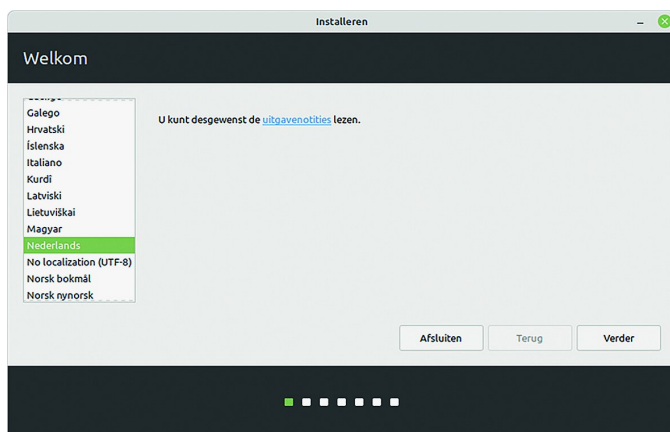 Installeren
Welkom
Galego
Hrvatski
Íslenska
Italiano
Kurdî
Latviski
Lietuviškai
Magyar
Nederlands
No localization (UTF-8)
Norsk bokmål
Norsk nynorsk
U kunt desgewenst de uitgavenotities lezen.
Afsluiten
Terug
Verder